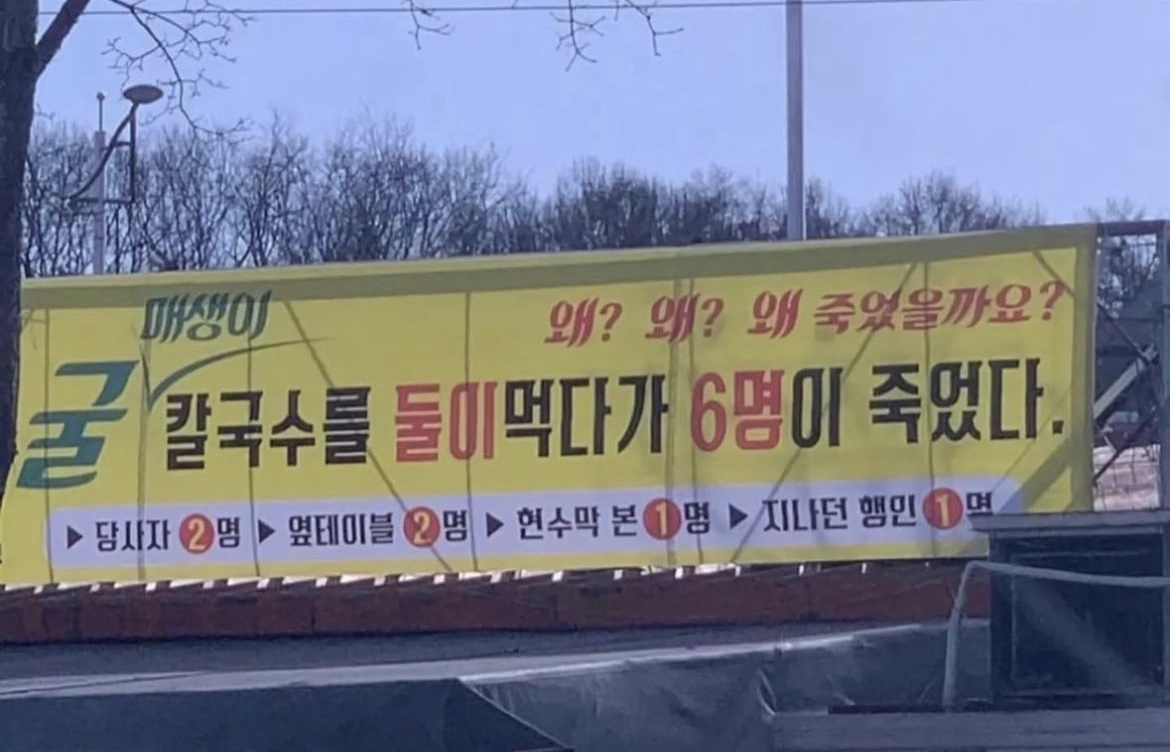 매생이
왜? 왜? 왜 죽었을까요?
굴 칼국수를 둘이먹다가 6명이 죽었다.
▶ 당사자 2명 ▶ 옆테이블 2명 ▶ 현수막 본 1명 ▶ 지나던 행인 1명